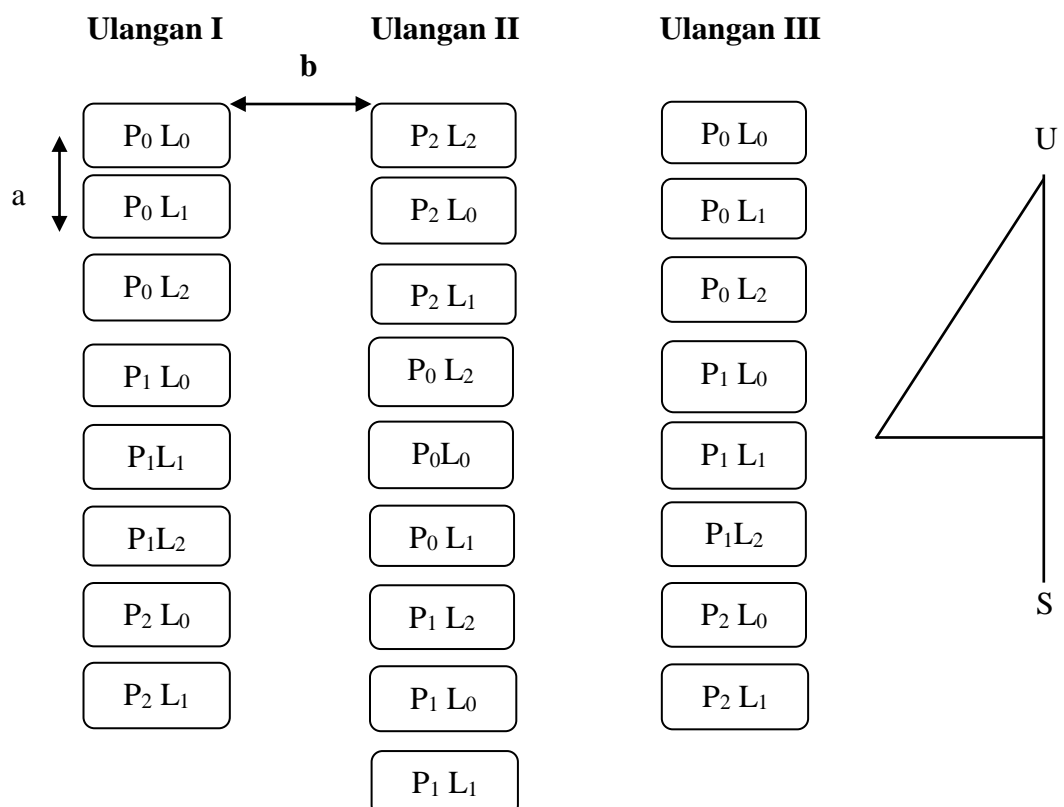 Ulangan I Ulangan II Ulangan III
b
P₀ L₀ P₂ L₂ P₀ L₀ U
a P₀ L₁ P₂ L₀ P₀ L₁
P₀ L₂ P₂ L₁ P₀ L₂
P₁ L₀ P₀ L₂ P₁ L₀
P₁L₁ P₀L₀ P₁ L₁
P₁L₂ P₀ L₁ P₁L₂
P₂ L₀ P₁ L₂ P₂ L₀ S
P₂ L₁ P₁ L₀ P₂ L₁
P₁ L₁